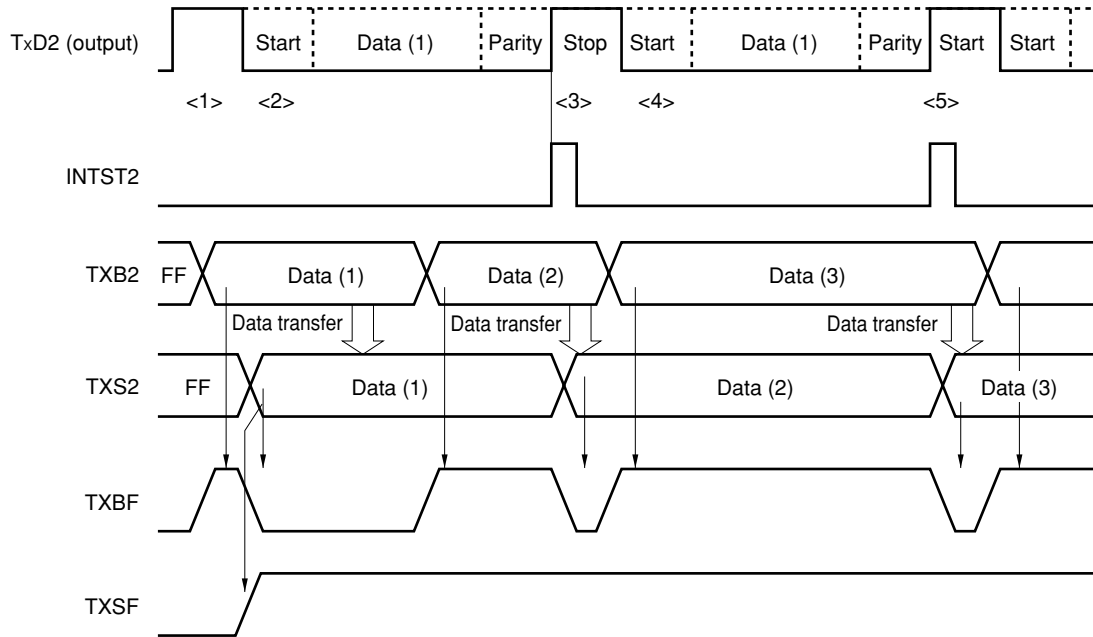 TxD2 (output) Start Data (1) Parity Stop Start Data (1) Parity Start Start
<1> <2> <3> <4> <5>
INTST2
TXB2 FF Data (1) Data (2) Data (3)
Data transfer Data transfer Data transfer
TXS2 FF Data (1) Data (2) Data (3)
TXBF
TXSF